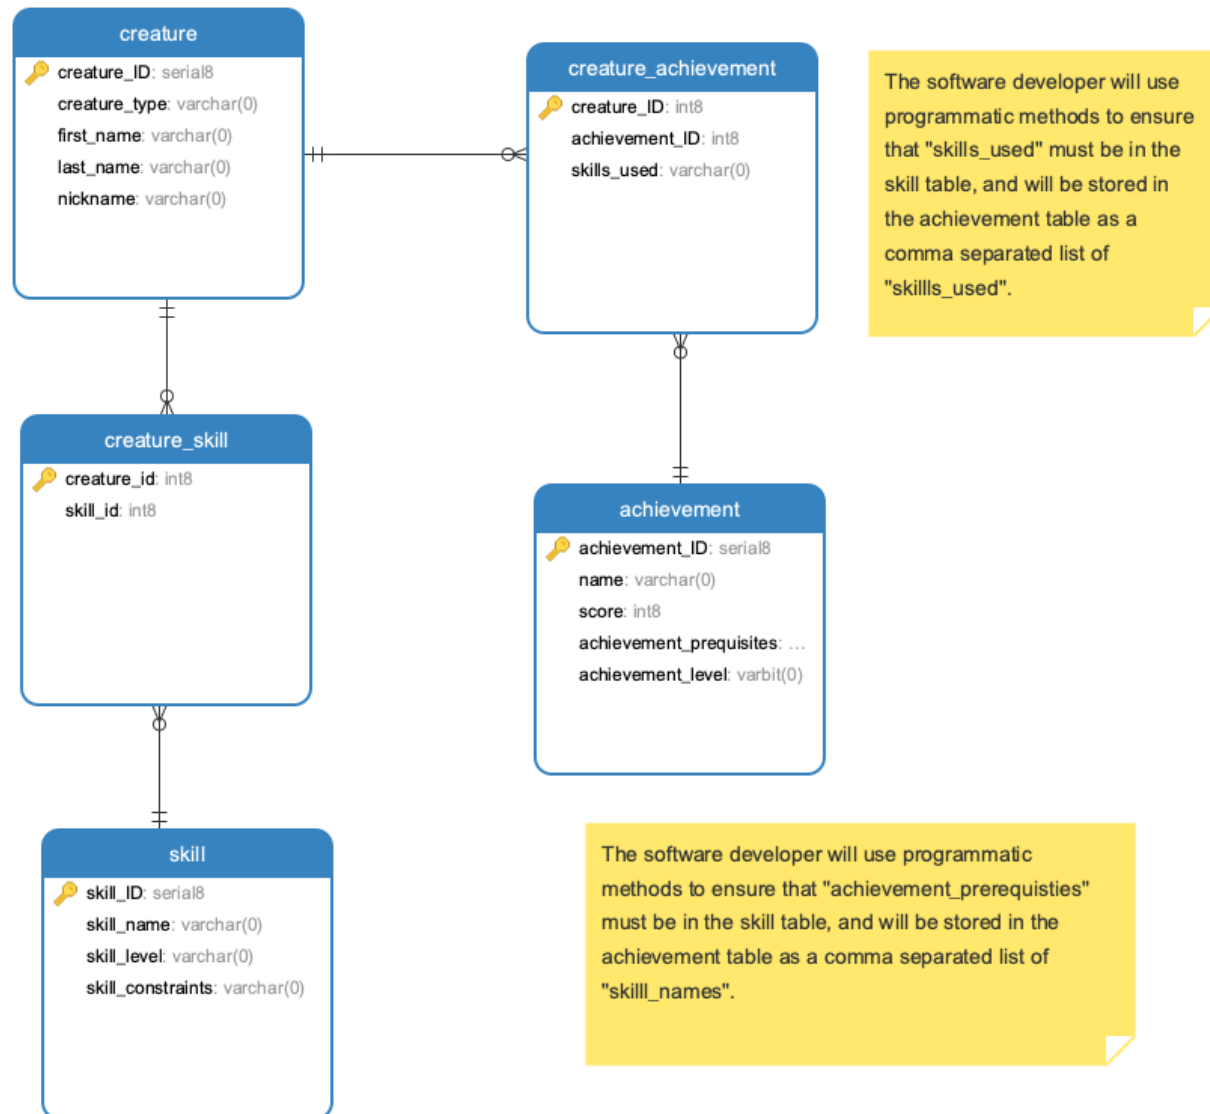 creature
creature_ID: serial8
creature_type: varchar(0)
first_name: varchar(0)
last_name: varchar(0)
nickname: varchar(0)
creature_achievement
creature_ID: int8
achievement_ID: int8
skills_used: varchar(0)
The software developer will use
programmatic methods to ensure
that "skills_used" must be in the
skill table, and will be stored in
the achievement table as a
comma separated list of
"skillls_used".
creature_skill
creature_id: int8
skill_id: int8
achievement
achievement_ID: serial8
name: varchar(0)
score: int8
achievement_prequisites: ...
achievement_level: varbit(0)
skill
skill_ID: serial8
skill_name: varchar(0)
skill_level: varchar(0)
skill_constraints: varchar(0)
The software developer will use programmatic
methods to ensure that "achievement_prerequisties"
must be in the skill table, and will be stored in the
achievement table as a comma separated list of
"skilll_names".